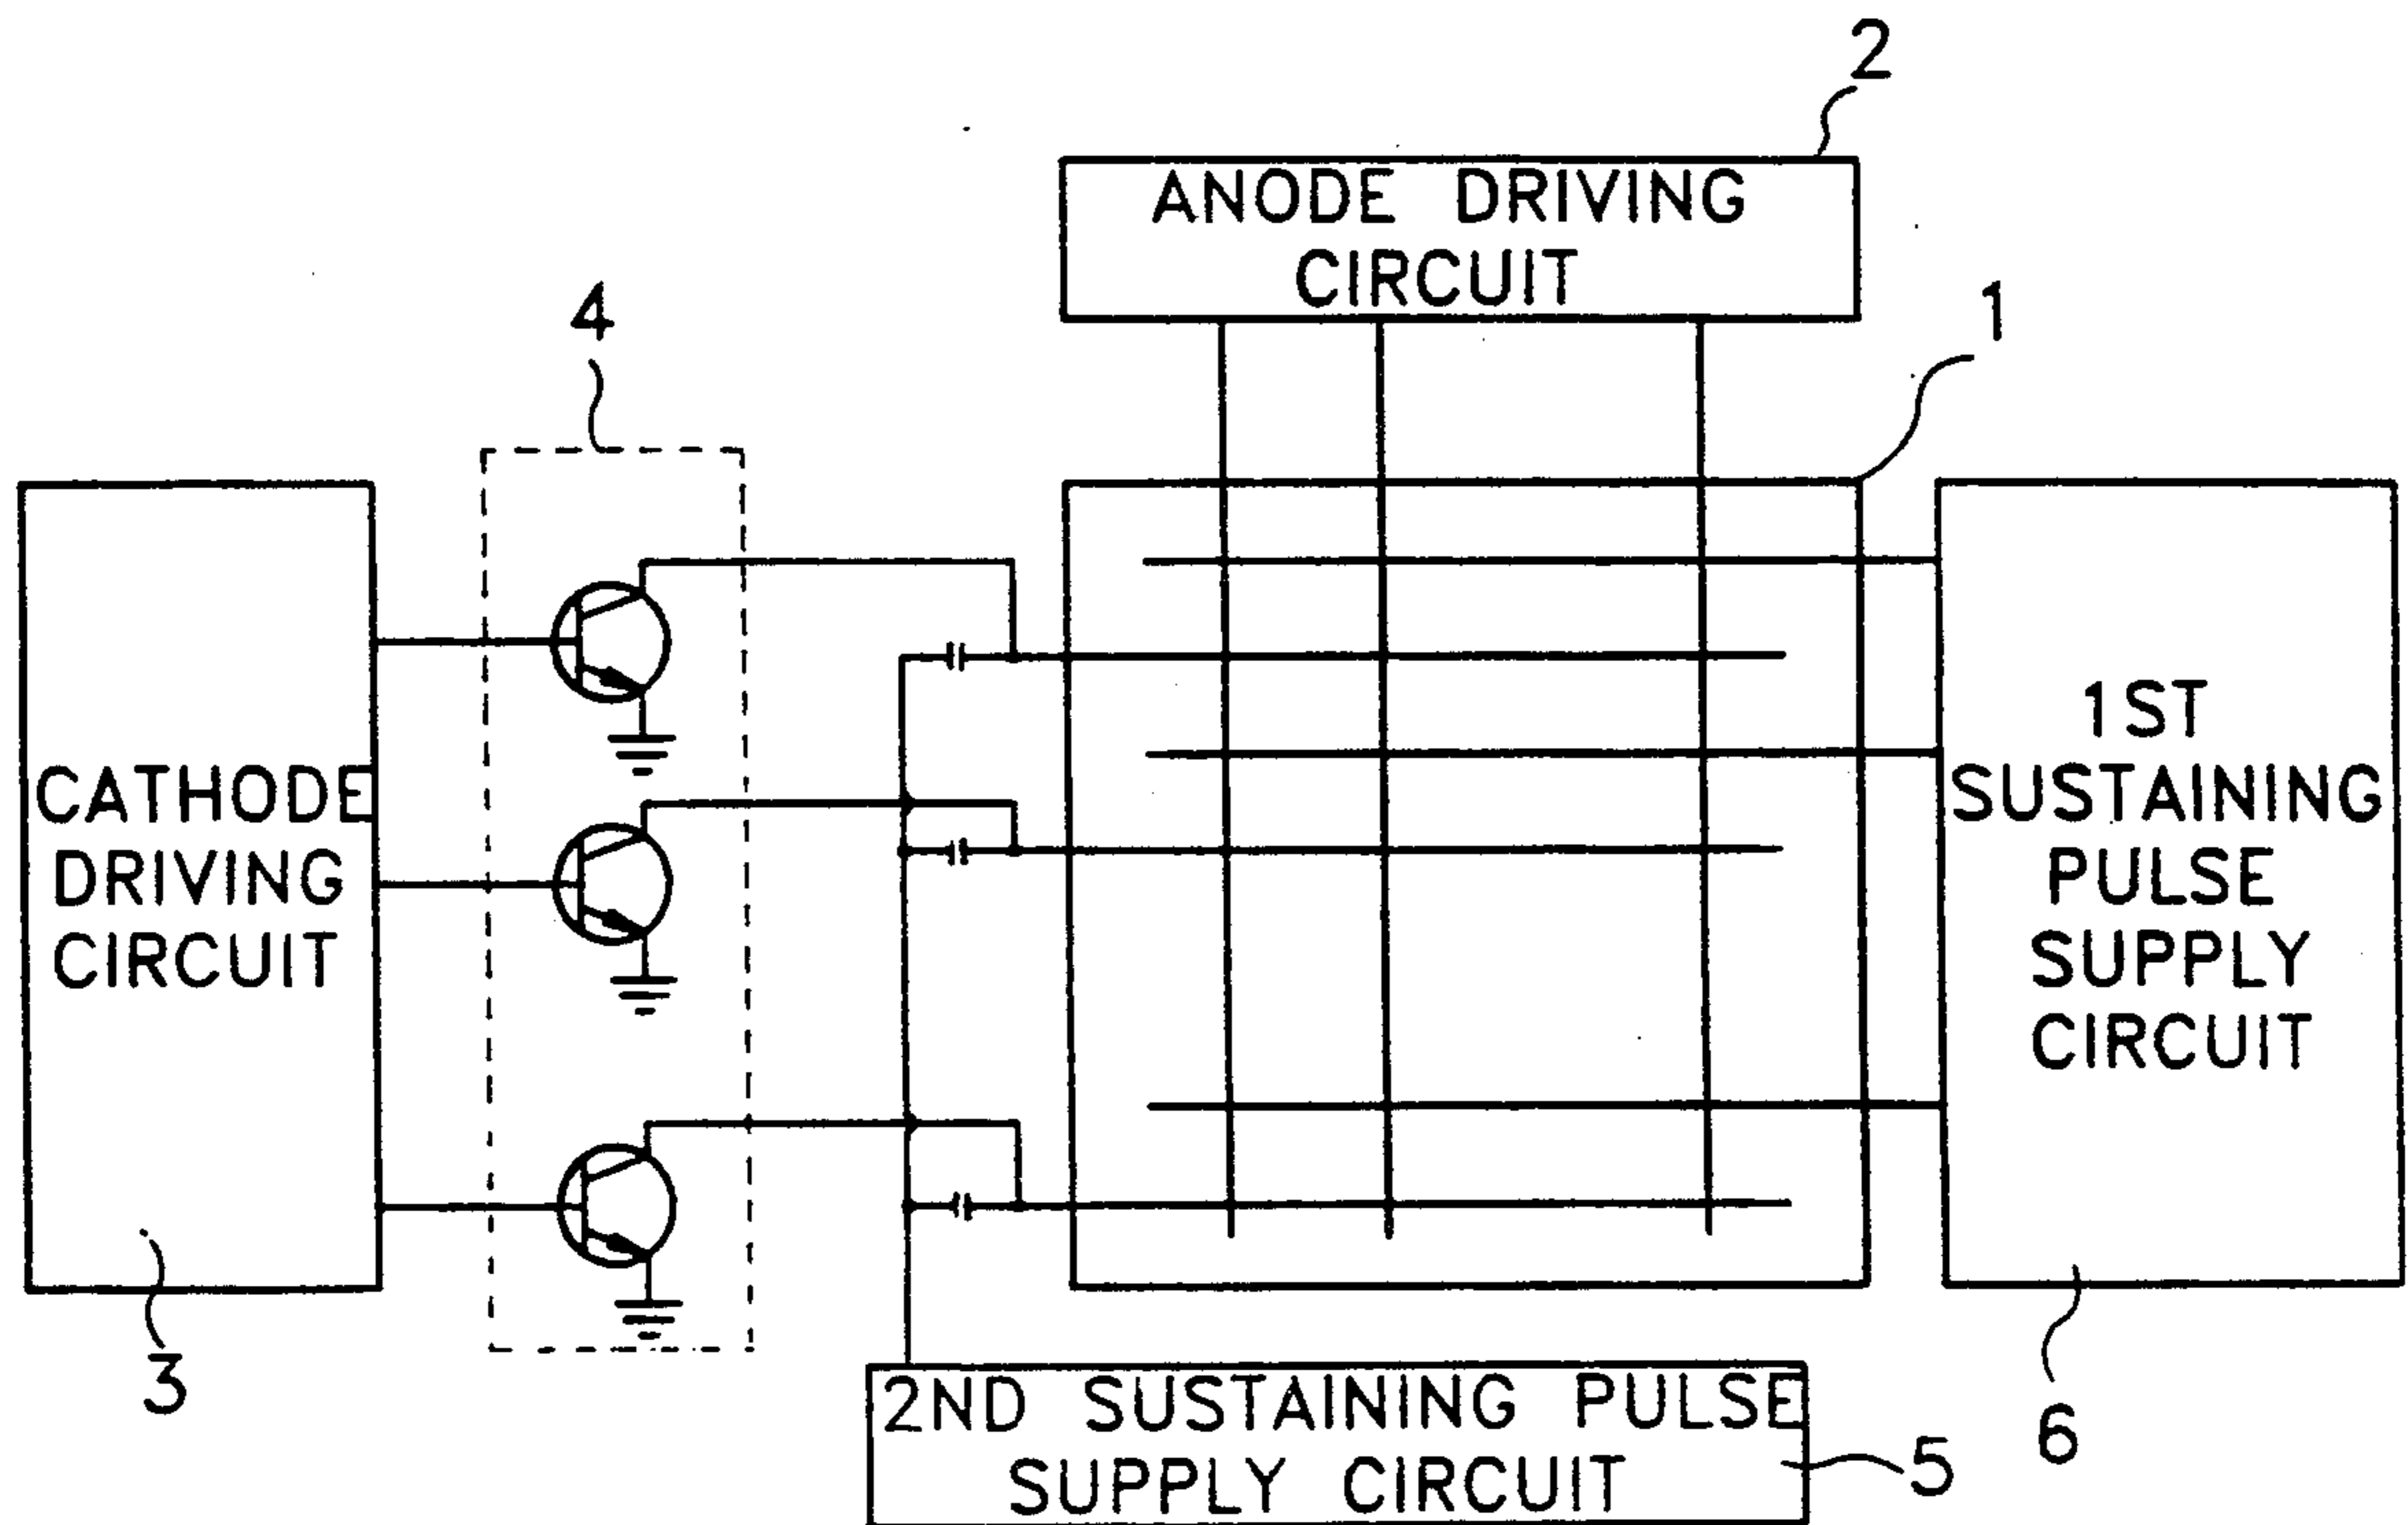 2
ANODE DRIVING
CIRCUIT
1
4
CATHODE
DRIVING
CIRCUIT
3
1ST
SUSTAINING
PULSE
SUPPLY
CIRCUIT
6
2ND SUSTAINING PULSE
SUPPLY CIRCUIT
5